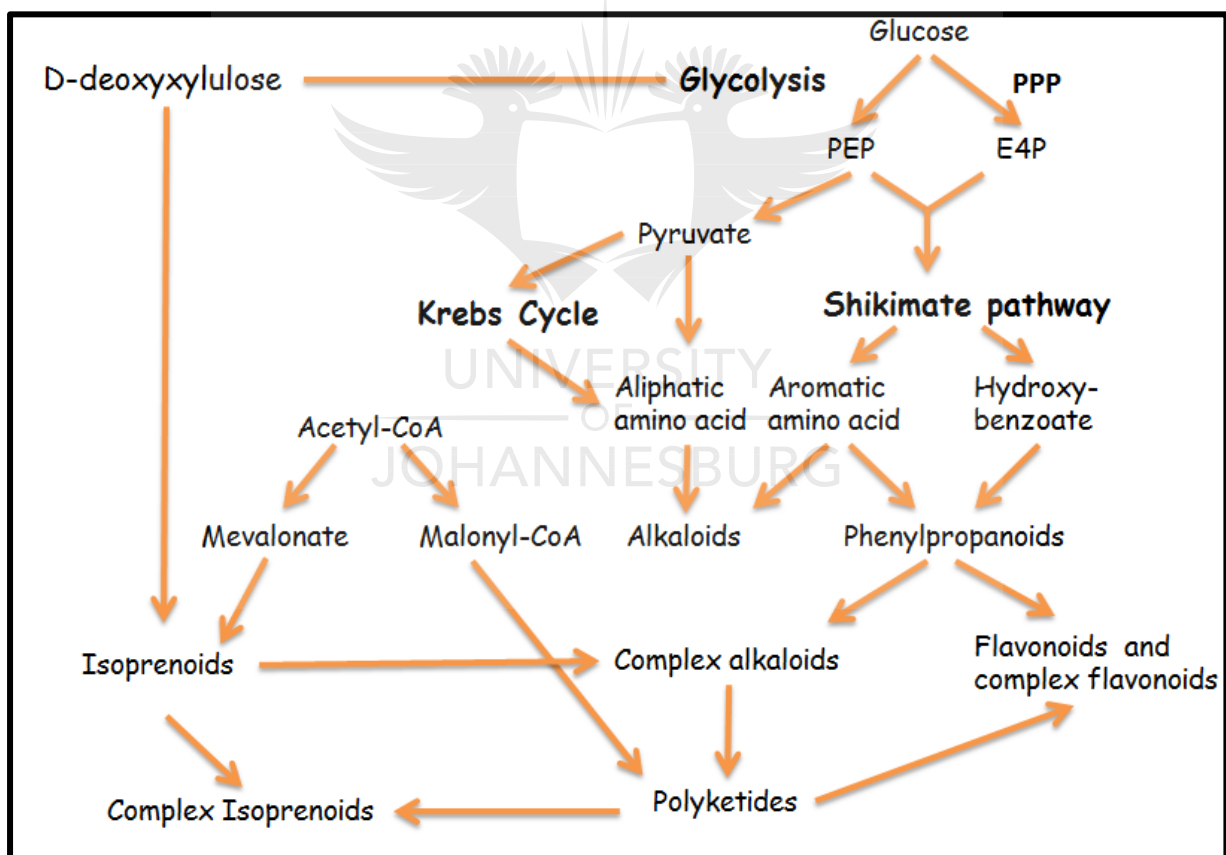 Glucose
D-deoxyxylulose
Glycolysis
PPP
PEP
E4P
Pyruvate
Krebs Cycle
Shikimate pathway
UNIVERSITY
OF
JOHANNESBURG
Aliphatic
amino acid
Aromatic
amino acid
Hydroxy-
benzoate
Acetyl-CoA
Mevalonate
Malonyl-CoA
Alkaloids
Phenylpropanoids
Isoprenoids
Complex alkaloids
Flavonoids and
complex flavonoids
Complex Isoprenoids
Polyketides